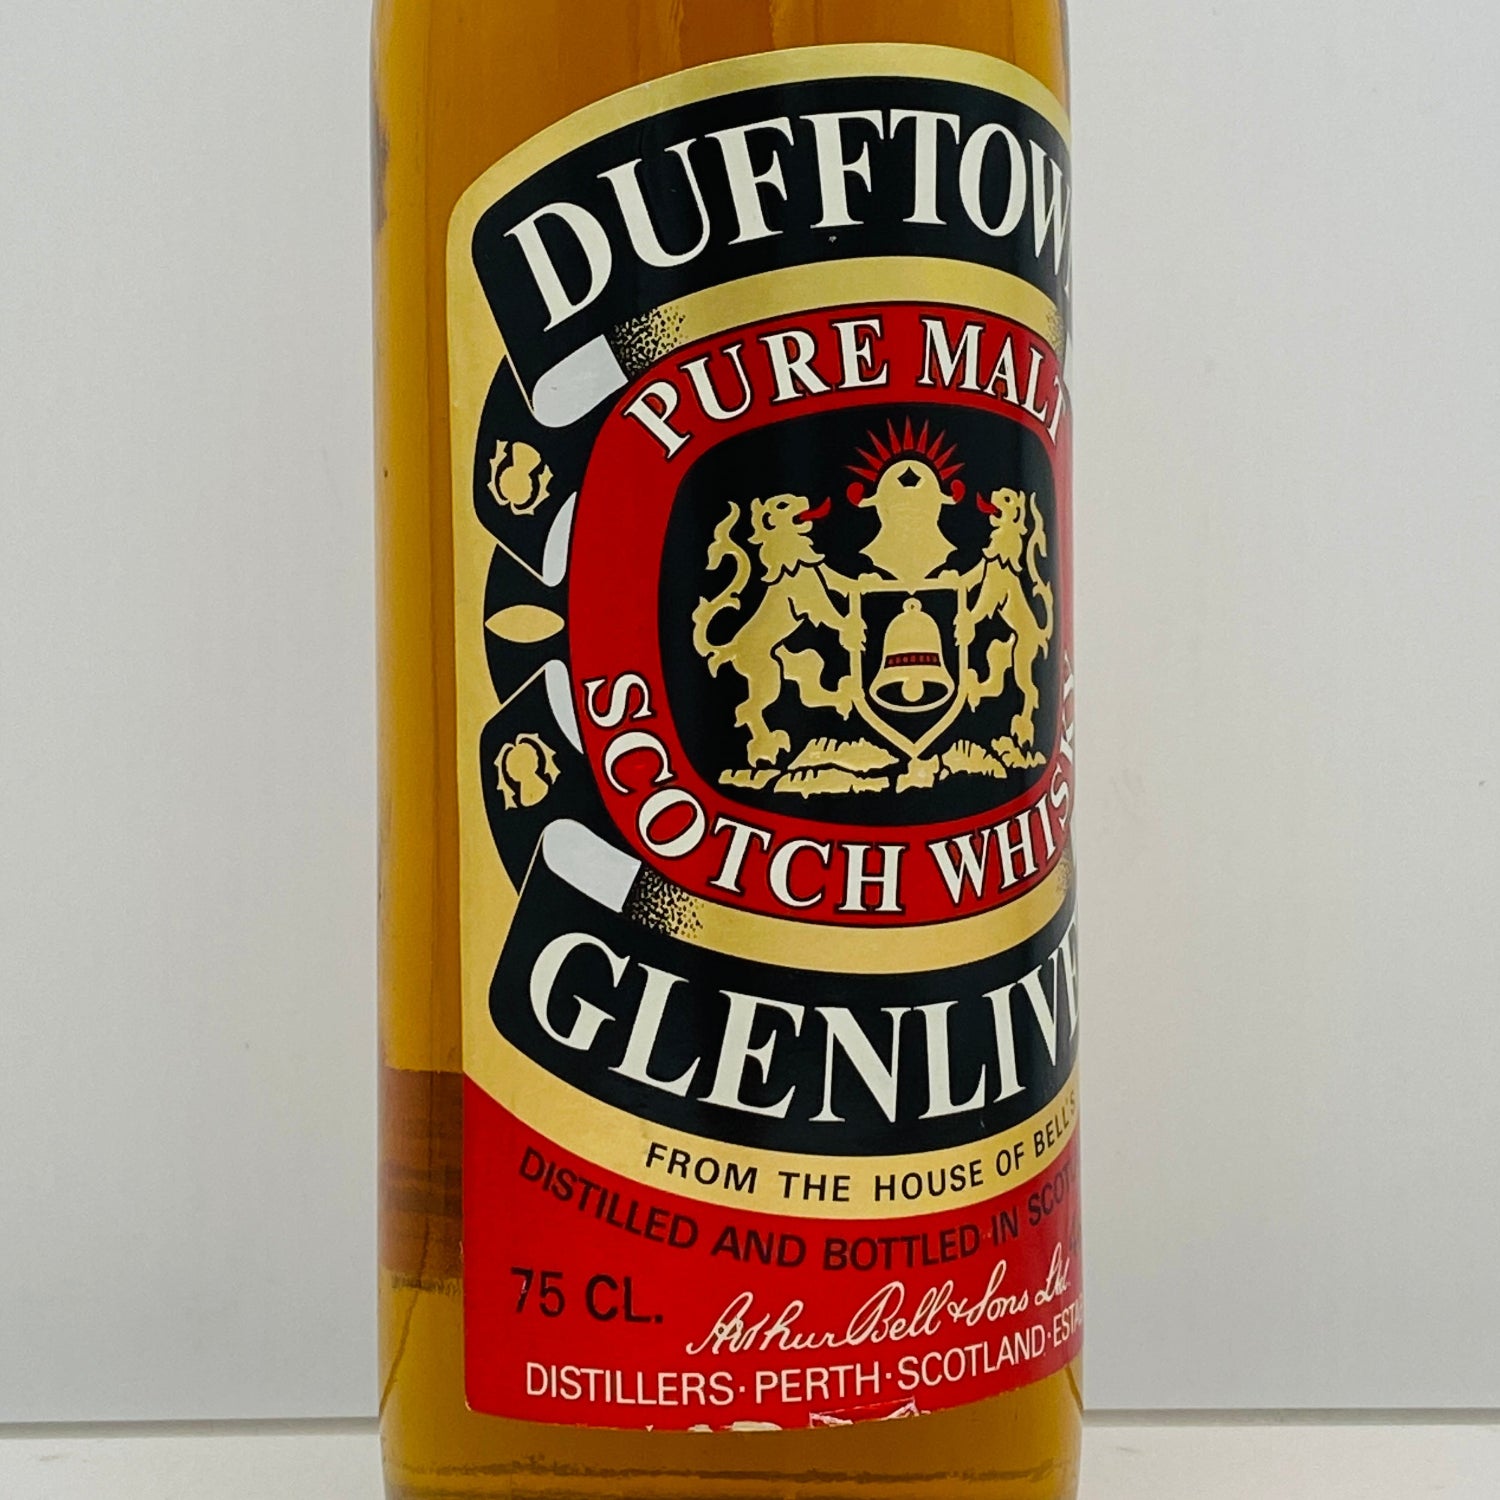 DUFFTOW
PURE MALT
SCOTCH WHISKY
GLENLIVE
FROM THE HOUSE OF BELL'S
DISTILLED AND BOTTLED IN SCOT
75 CL.
Arthur Bell & Sons Ltd.
DISTILLERS · PERTH · SCOTLAND · ESTA